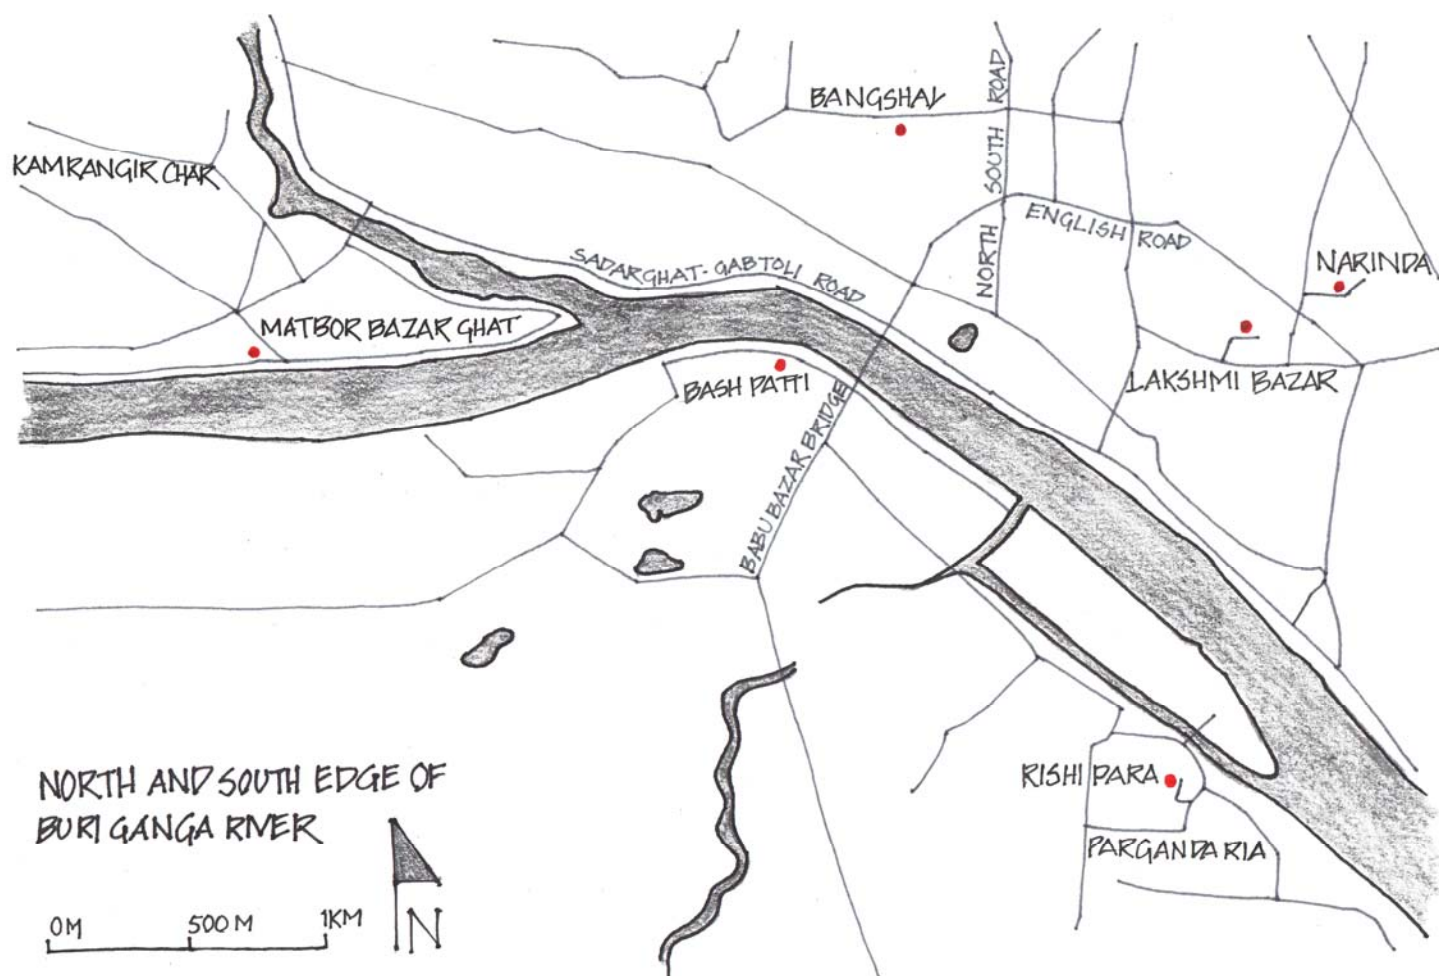 BANGSHAL
NORTH SOUTH ROAD
KAMRANGIR CHAR
ENGLISH ROAD
SADARGHAT-GABTOLI ROAD
NARINDA
MATBOR BAZAR GHAT
BASH PATTI
LAKSHMI BAZAR
BABU BAZAR BRIDGE
RISHI PARA
PARGANDARIA
NORTH AND SOUTH EDGE OF
BURI GANGA RIVER
0M 500 M 1KM
N